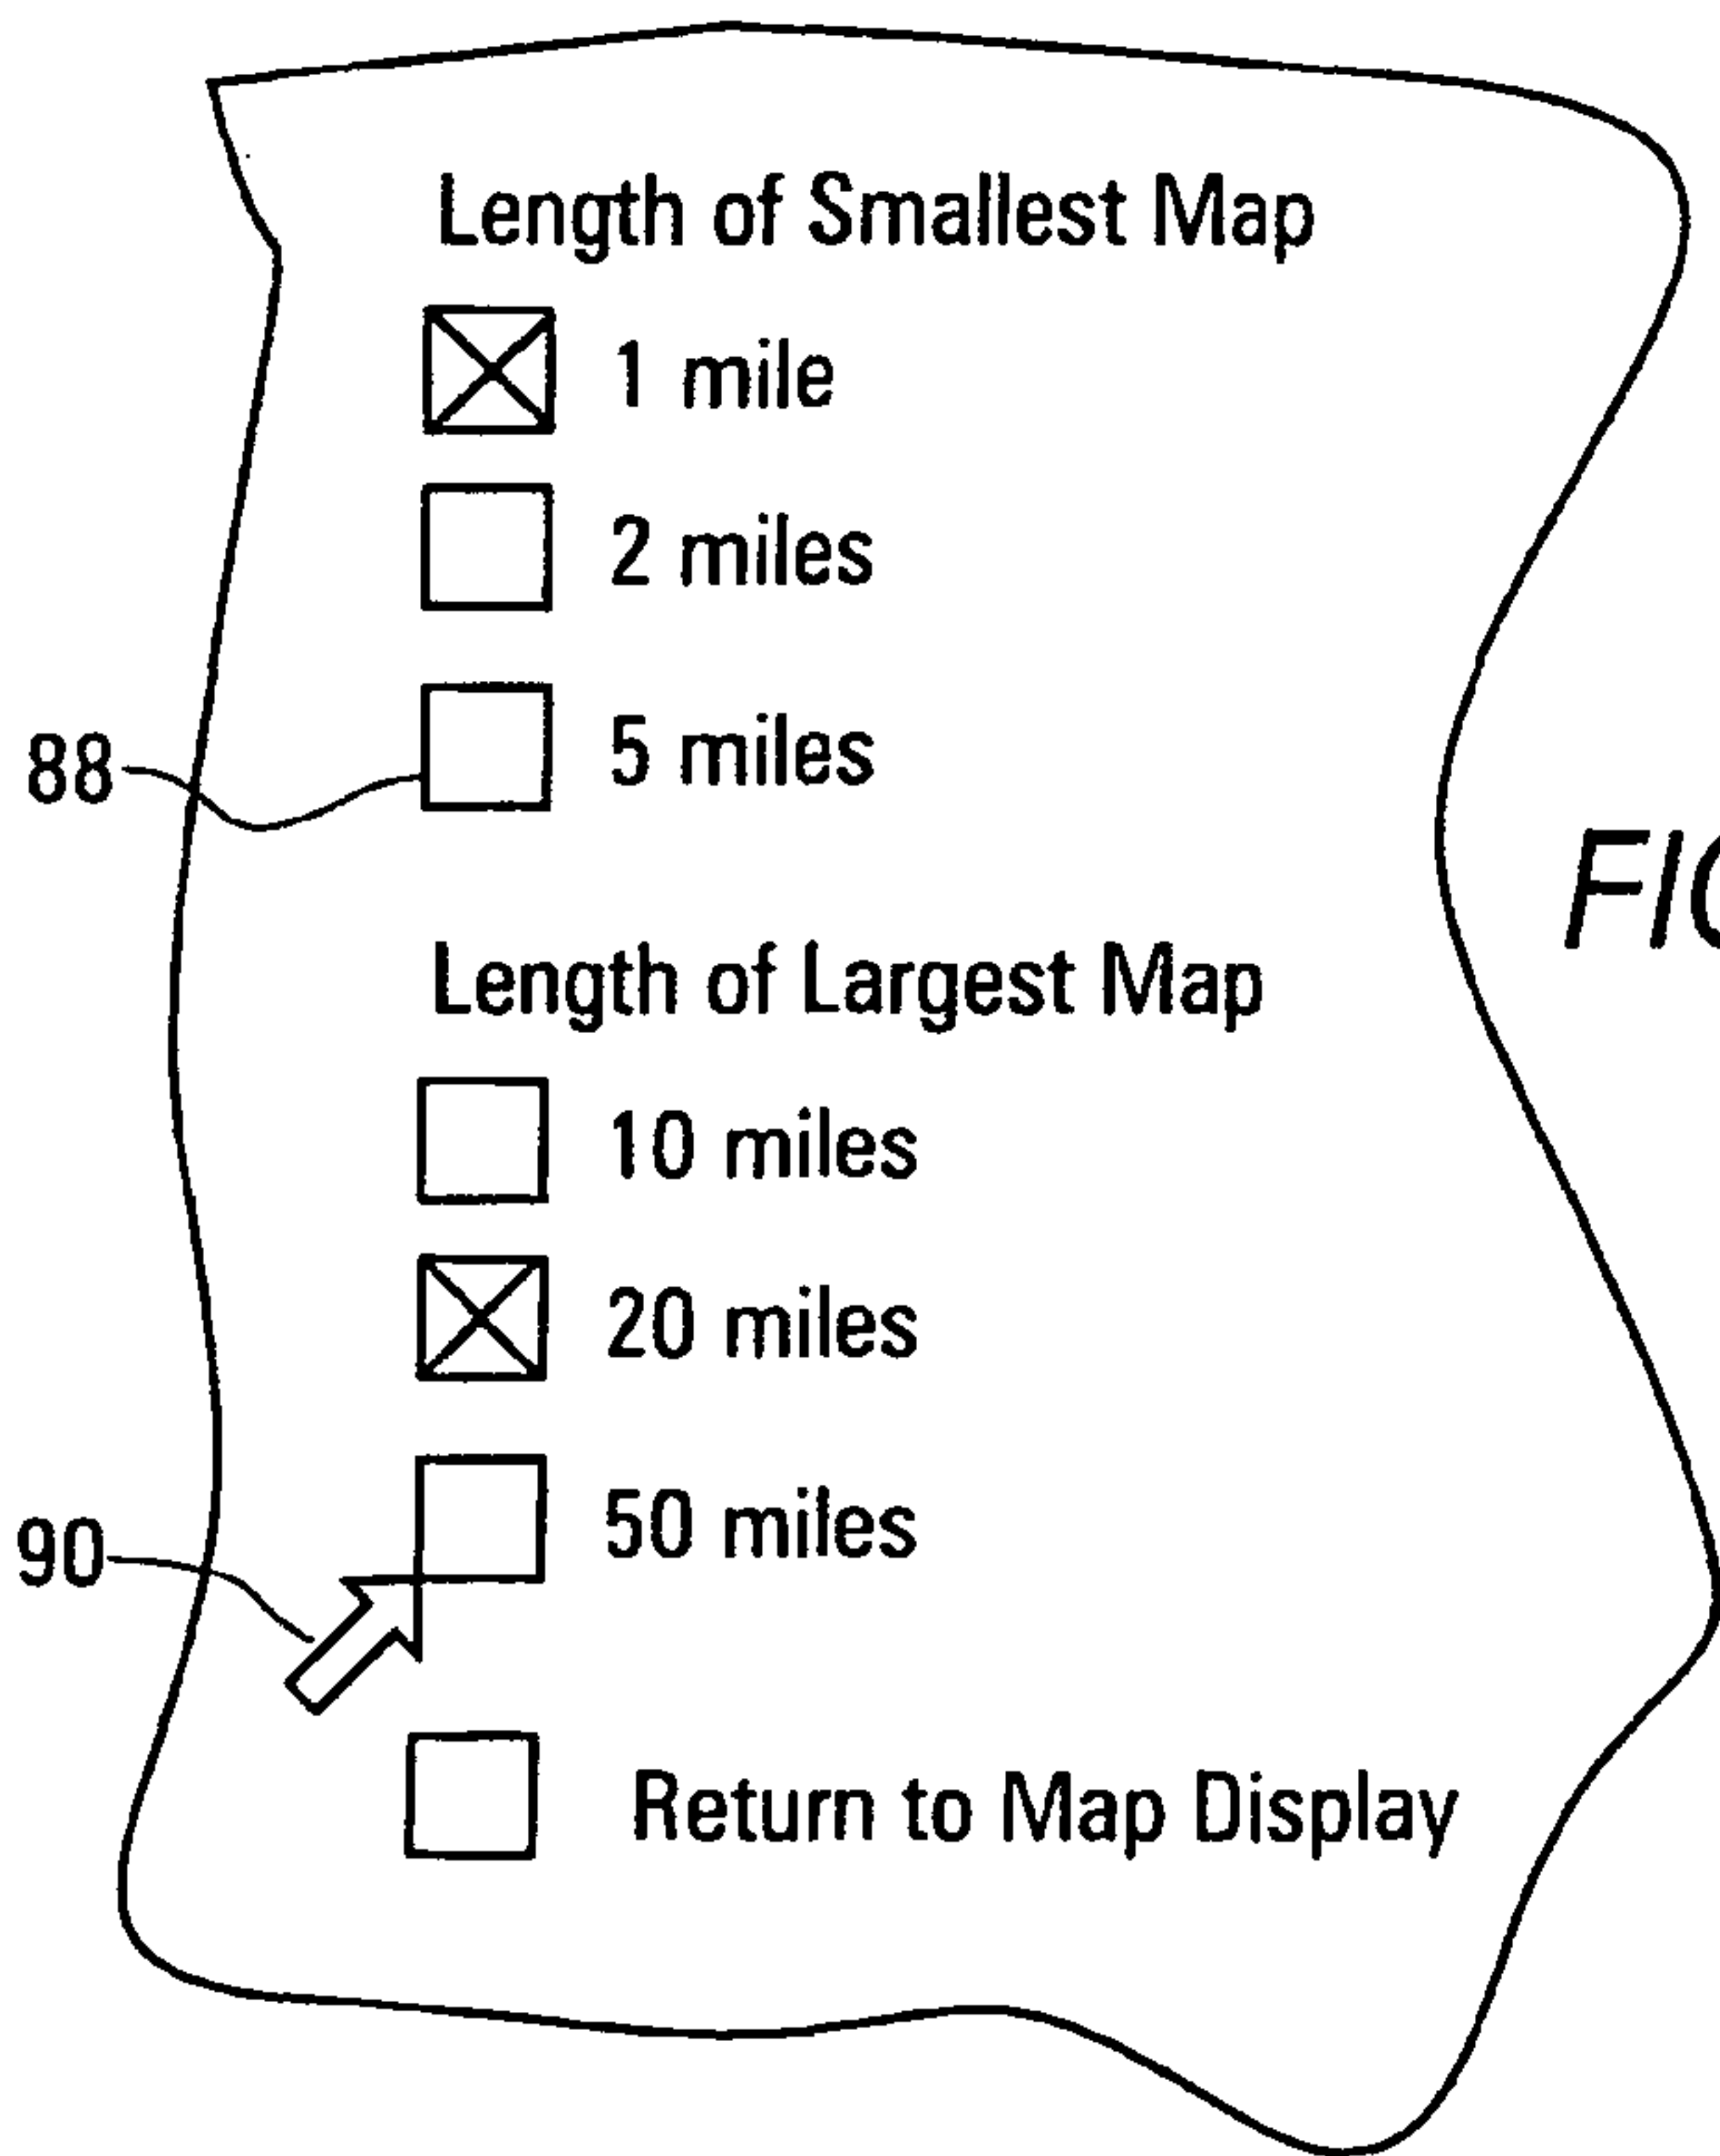 Length of Smallest Map
1 mile
2 miles
5 miles
88
Length of Largest Map
10 miles
20 miles
50 miles
90
Return to Map Display